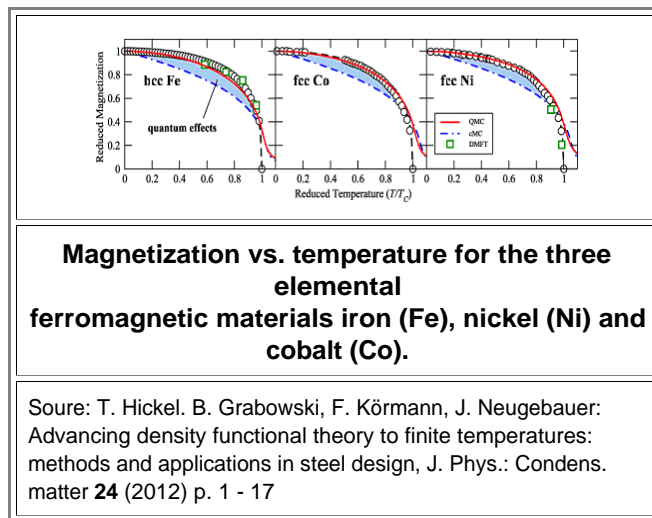 Reduced Magnetization
1
0.8
0.6
0.4
0.2
0
bcc Fe
fcc Co
fcc Ni
quantum effects
QMC
cMC
DMFT
0 0.2 0.4 0.6 0.8 1 0.2 0.4 0.6 0.8 1 0.2 0.4 0.6 0.8 1
Reduced Temperature (T/TC)
Magnetization vs. temperature for the three
elemental
ferromagnetic materials iron (Fe), nickel (Ni) and
cobalt (Co).
Soure: T. Hickel. B. Grabowski, F. Körmann, J. Neugebauer:
Advancing density functional theory to finite temperatures:
methods and applications in steel design, J. Phys.: Condens.
matter 24 (2012) p. 1 - 17